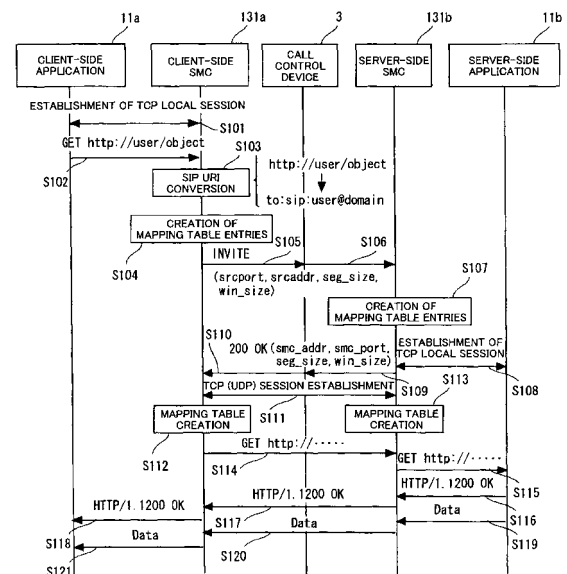 11a
131a
3
131b
11b
CLIENT-SIDE
APPLICATION
CLIENT-SIDE
SMC
CALL
CONTROL
DEVICE
SERVER-SIDE
SMC
SERVER-SIDE
APPLICATION
ESTABLISHMENT OF TCP LOCAL SESSION
S101
GET http://user/object
S102
S103
SIP URI
CONVERSION
http://user/object
to:sip:user@domain
CREATION OF
MAPPING TABLE ENTRIES
S104
INVITE
S105
S106
(srcport, srcaddr, seg_size,
win_size)
S107
CREATION OF
MAPPING TABLE ENTRIES
ESTABLISHMENT OF
TCP LOCAL SESSION
S108
S110
200 OK (smc_addr, smc_port,
seg_size, win_size)
S109
TCP (UDP) SESSION ESTABLISHMENT
S111
S113
MAPPING TABLE
CREATION
S112
MAPPING TABLE
CREATION
GET http://·····
S114
GET http://·····
S115
HTTP/1.1200 OK
S116
HTTP/1.1200 OK
S117
HTTP/1.1200 OK
S118
Data
S119
Data
S120
Data
S121